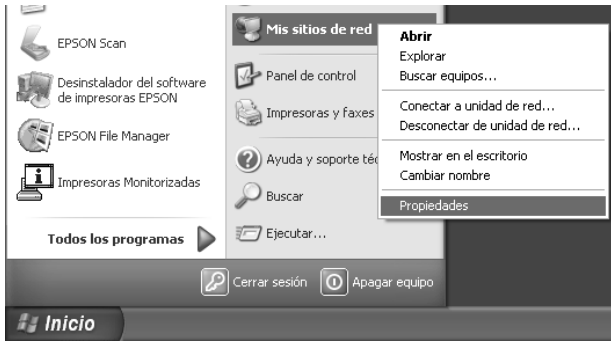 EPSON Scan
Desinstalador del software
de impresoras EPSON
EPSON File Manager
Impresoras Monitorizadas
Todos los programas
Mis sitios de red
Panel de control
Impresoras y faxes
Ayuda y soporte téc
Buscar
Ejecutar...
Abrir
Explorar
Buscar equipos...
Conectar a unidad de red...
Desconectar de unidad de red...
Mostrar en el escritorio
Cambiar nombre
Propiedades
Cerrar sesión
Apagar equipo
Inicio